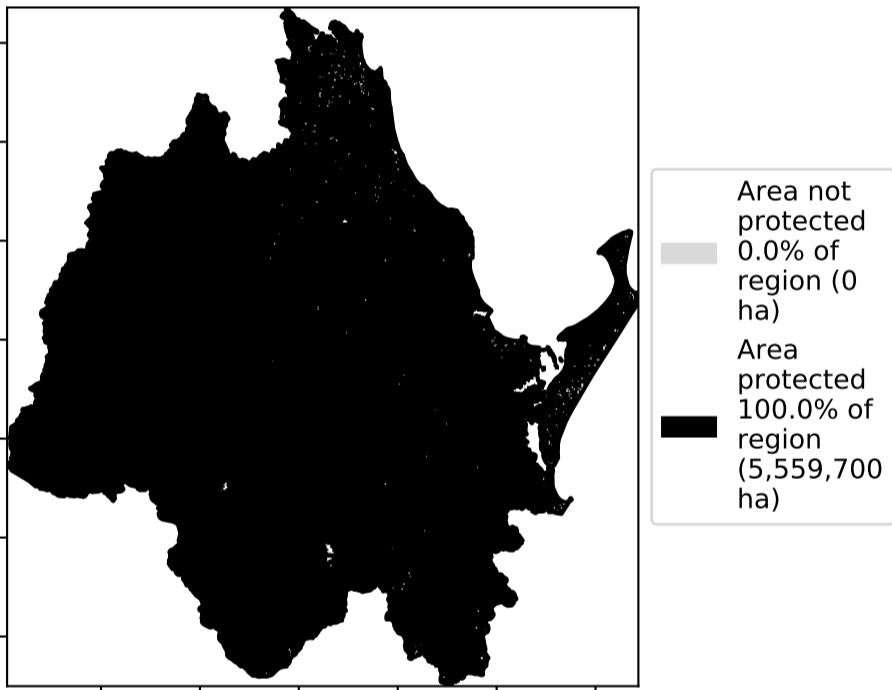 Area not
protected
0.0% of
region (0
ha)
Area
protected
100.0% of
region
(5,559,700
ha)